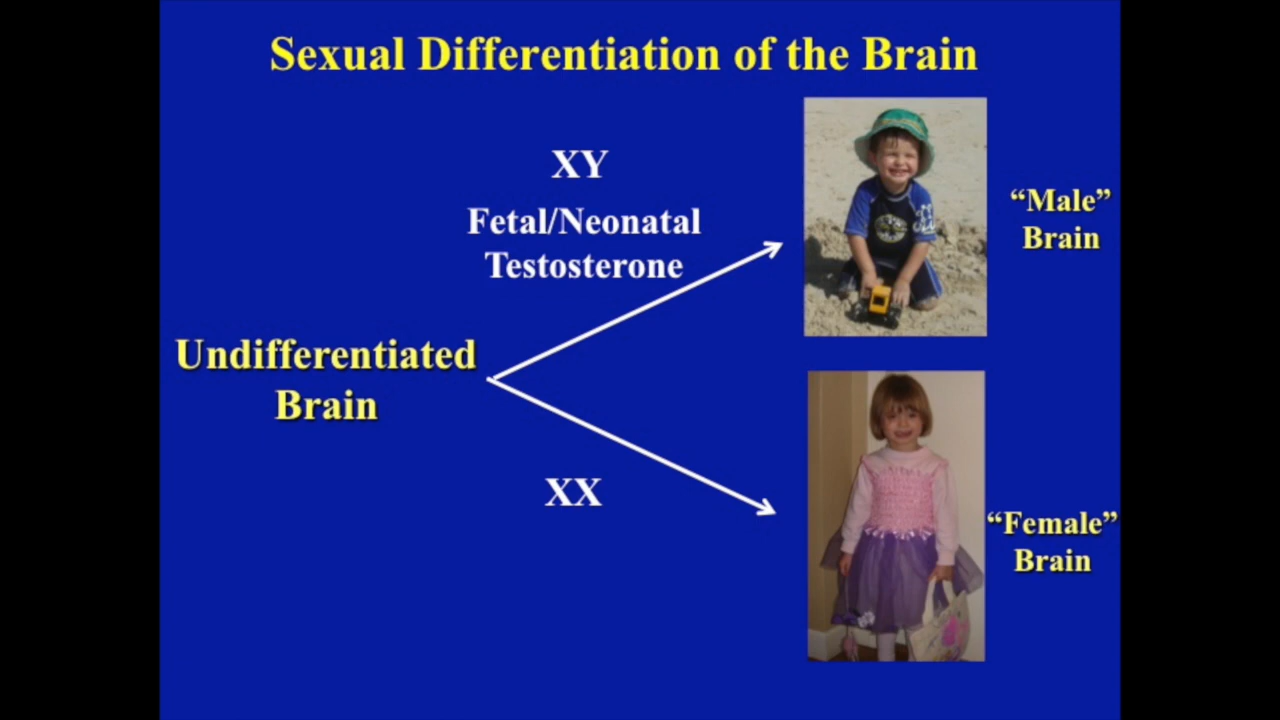 Sexual Differentiation of the Brain
XY
Fetal/Neonatal
Testosterone
“Male”
Brain
Undifferentiated
Brain
XX
“Female”
Brain